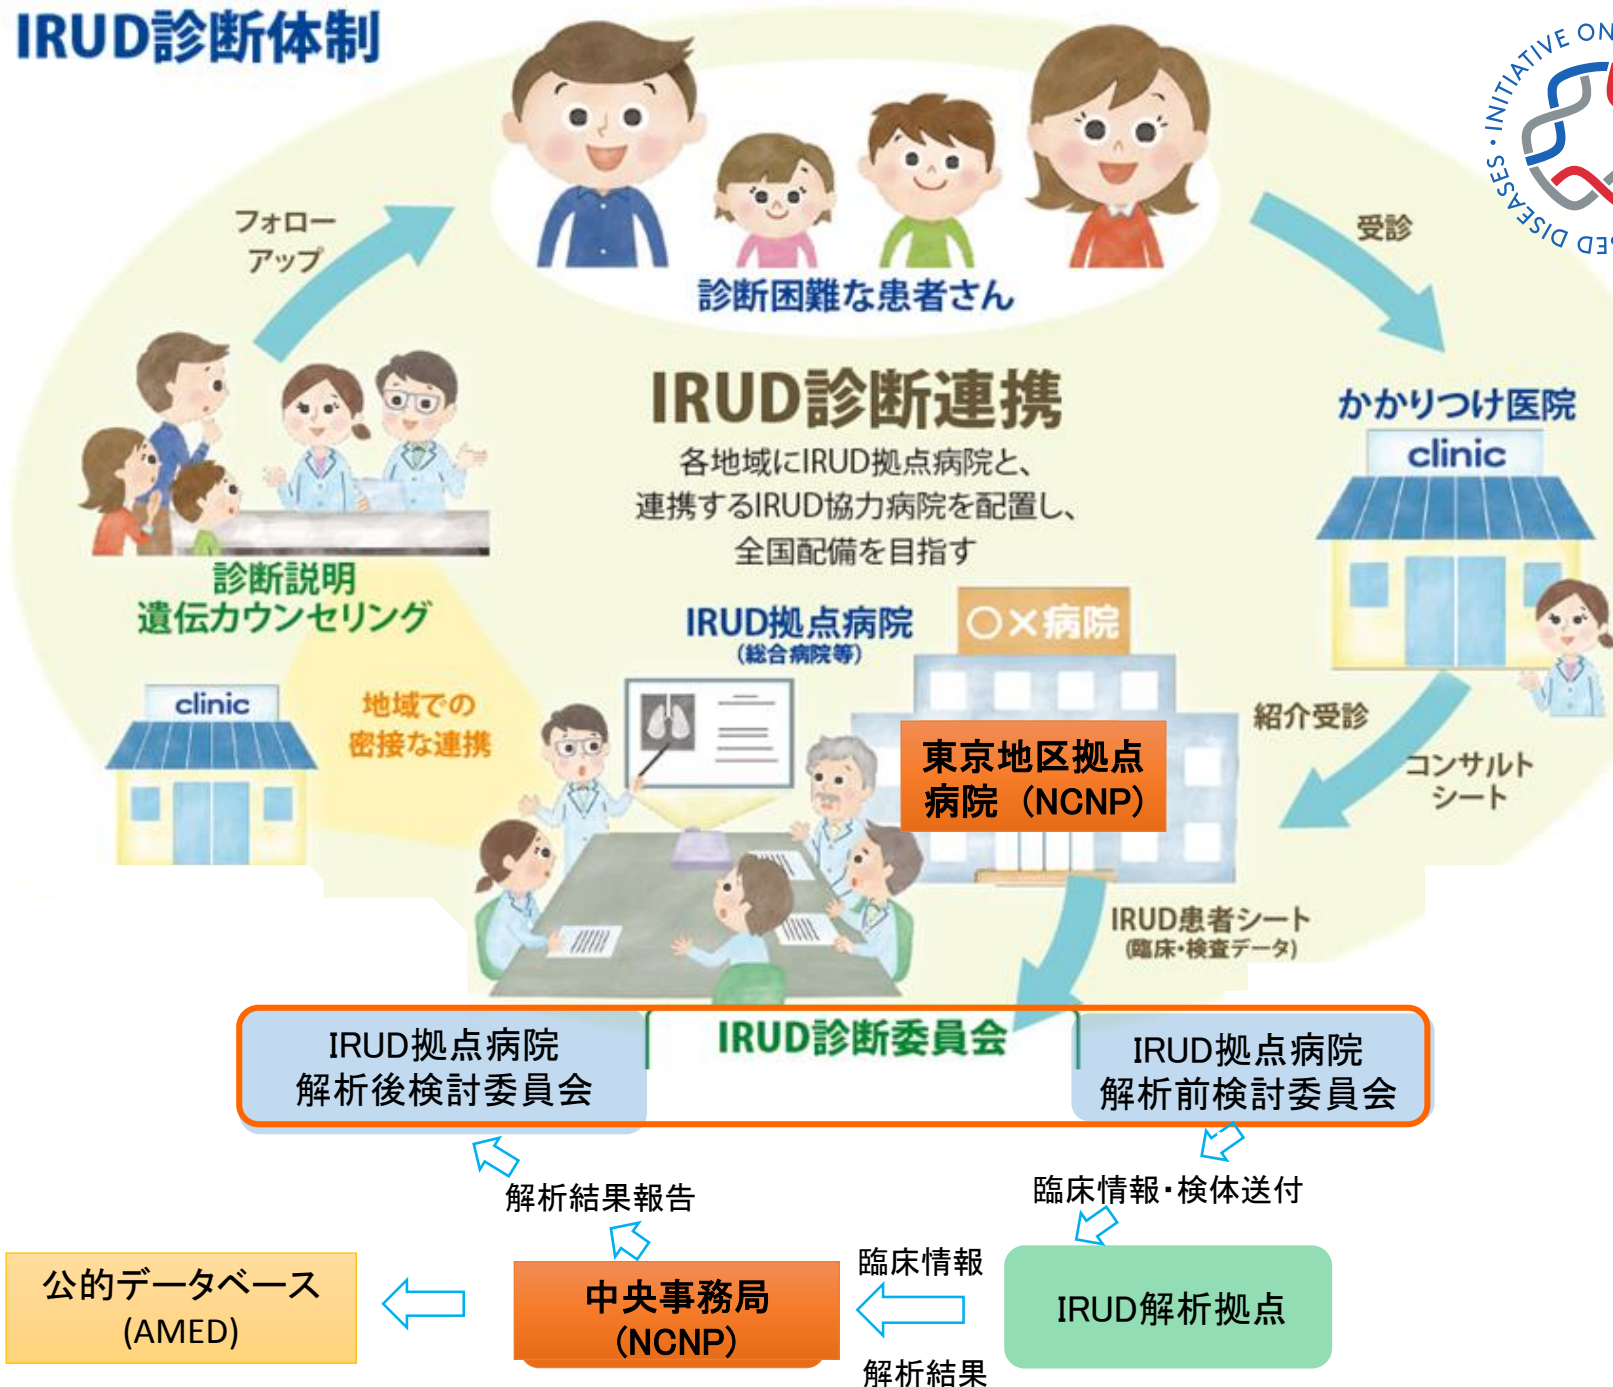 IRUD診断体制
INITIATIVE ON
DISEASES
フォロー
アップ
受診
診断困難な患者さん
IRUD診断連携
各地域にIRUD拠点病院と、
連携するIRUD協力病院を配置し、
全国配備を目指す
かかりつけ医院
clinic
診断説明
遺伝カウンセリング
IRUD拠点病院
(総合病院等)
〇×病院
clinic
地域での
密接な連携
東京地区拠点
病院（NCNP）
紹介受診
コンサルト
シート
IRUD患者シート
(臨床・検査データ)
IRUD診断委員会
IRUD拠点病院
解析後検討委員会
IRUD拠点病院
解析前検討委員会
解析結果報告
臨床情報・検体送付
公的データベース
(AMED)
中央事務局
(NCNP)
臨床情報
解析結果
IRUD解析拠点